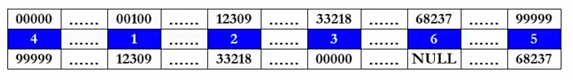 00000 ...... 00100 ...... 12309 ...... 33218 ...... 68237 ...... 99999
4 ...... 1 ...... 2 ...... 3 ...... 6 ...... 5
99999 ...... 12309 ...... 33218 ...... 00000 ...... NULL ...... 68237